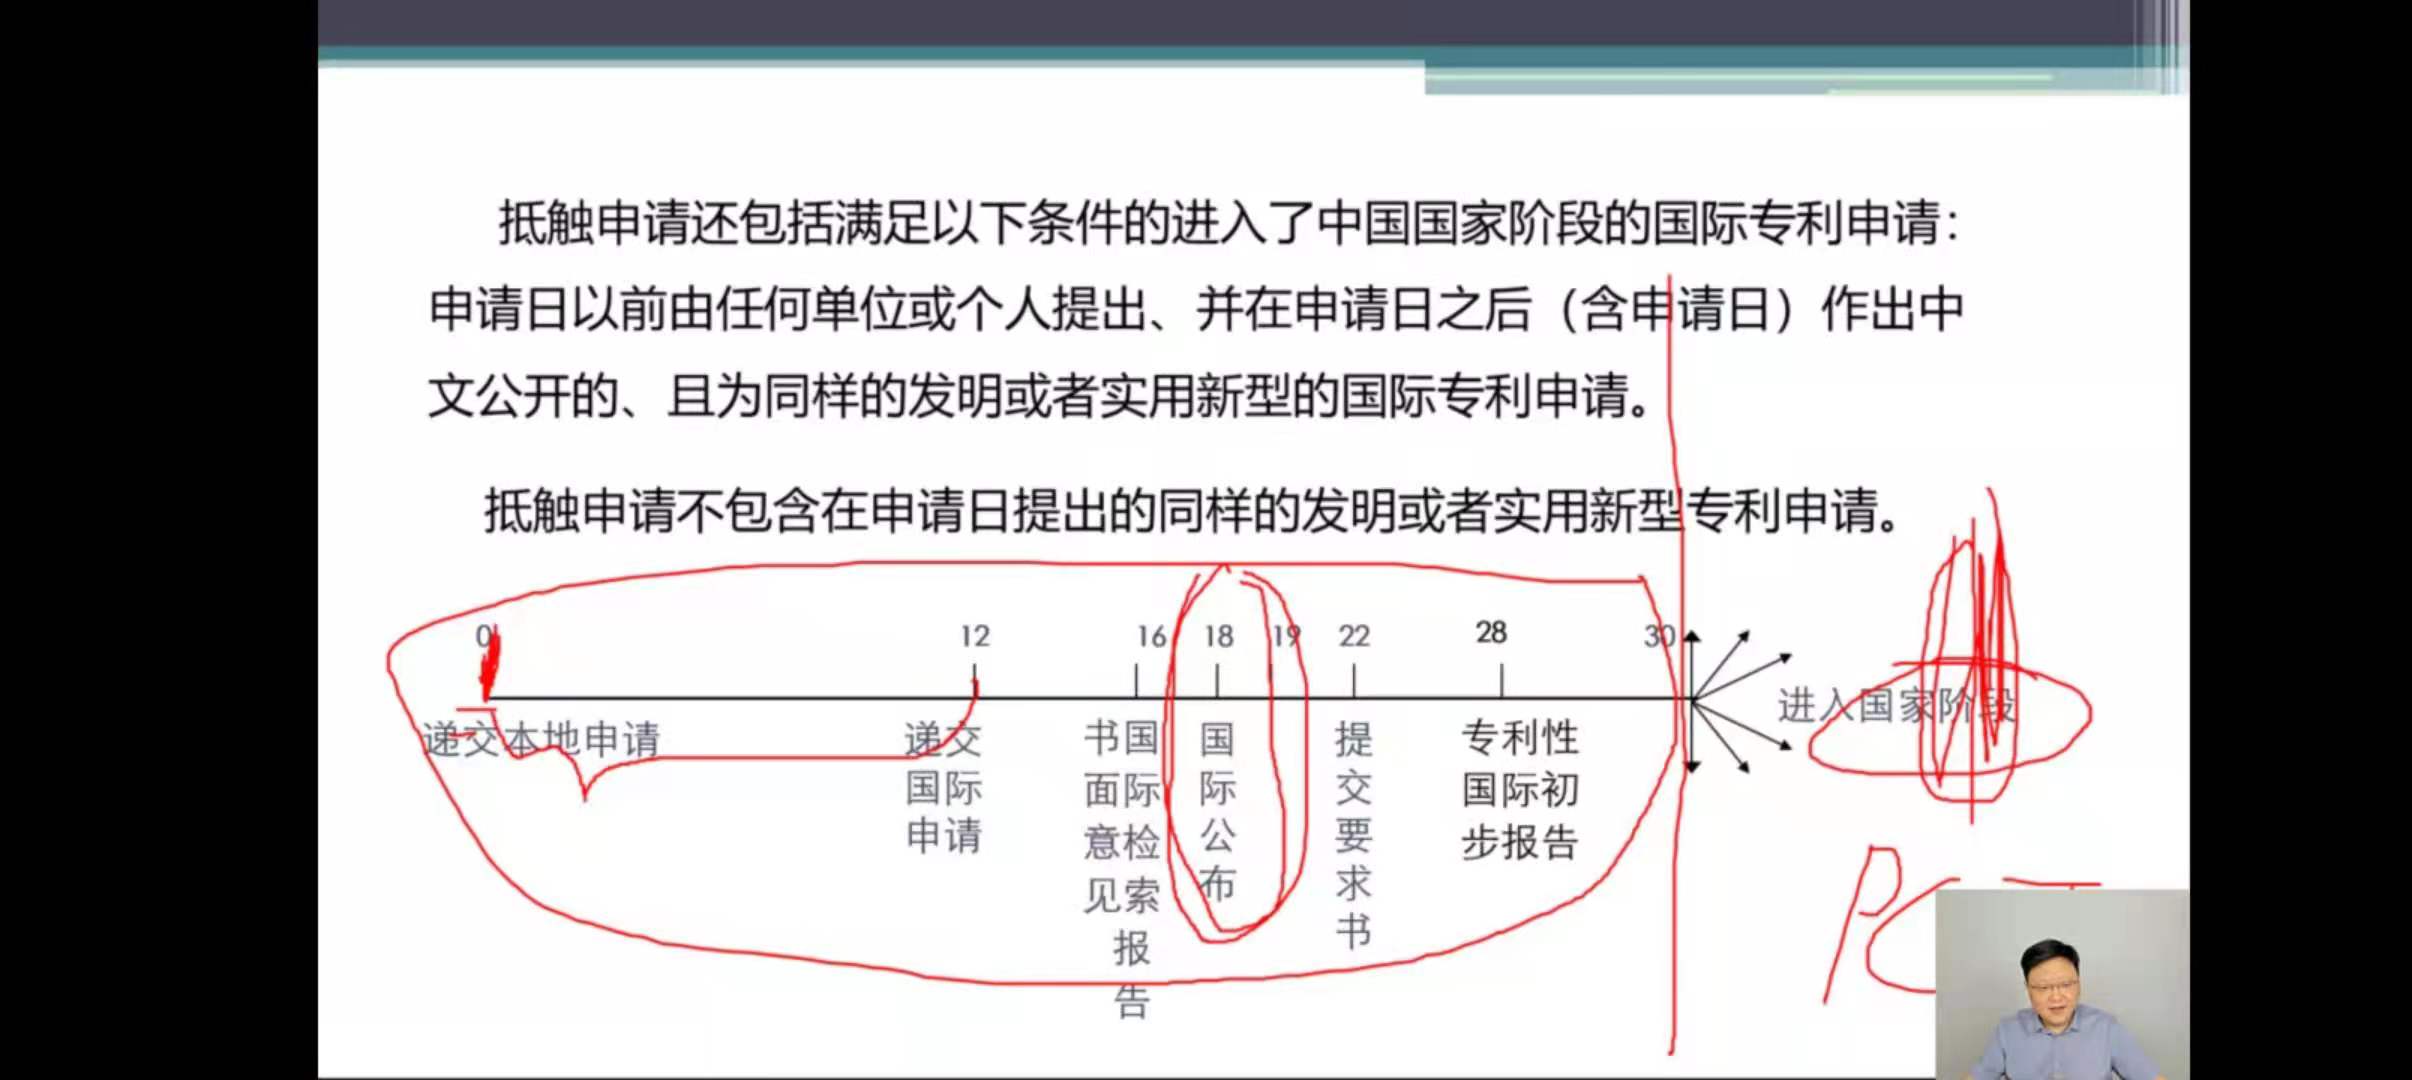 抵触申请还包括满足以下条件的进入了中国国家阶段的国际专利申请：
申请日以前由任何单位或个人提出、并在申请日之后（含申请日）作出中
文公开的、且为同样的发明或者实用新型的国际专利申请。
抵触申请不包含在申请日提出的同样的发明或者实用新型专利申请。
0 12 16 18 19 22 28 30
递交本地申请
递交
国际
申请
国际检索报告
书面意见
国际公布
提交要求书
专利性
国际初
步报告
进入国家阶段
PC